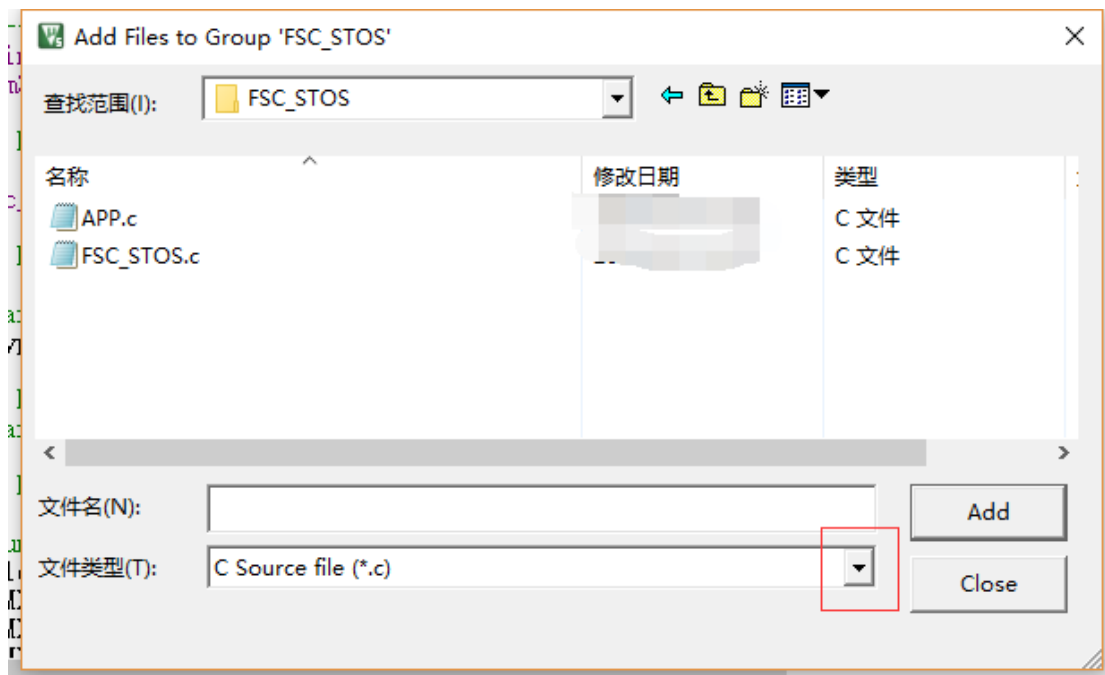 Add Files to Group 'FSC_STOS'
查找范围(I): FSC_STOS
名称 修改日期 类型
APP.c C 文件
FSC_STOS.c C 文件
文件名(N): Add
文件类型(T): C Source file (*.c) Close